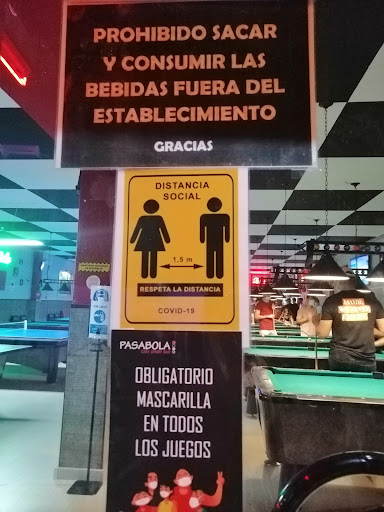 PROHIBIDO SACAR
Y CONSUMIR LAS
BEBIDAS FUERA DEL
ESTABLECIMIENTO
GRACIAS
DISTANCIA
SOCIAL
1,5 m
RESPETA LA DISTANCIA
COVID-19
PASABOLA
OBLIGATORIO
MASCARILLA
EN TODOS
LOS JUEGOS